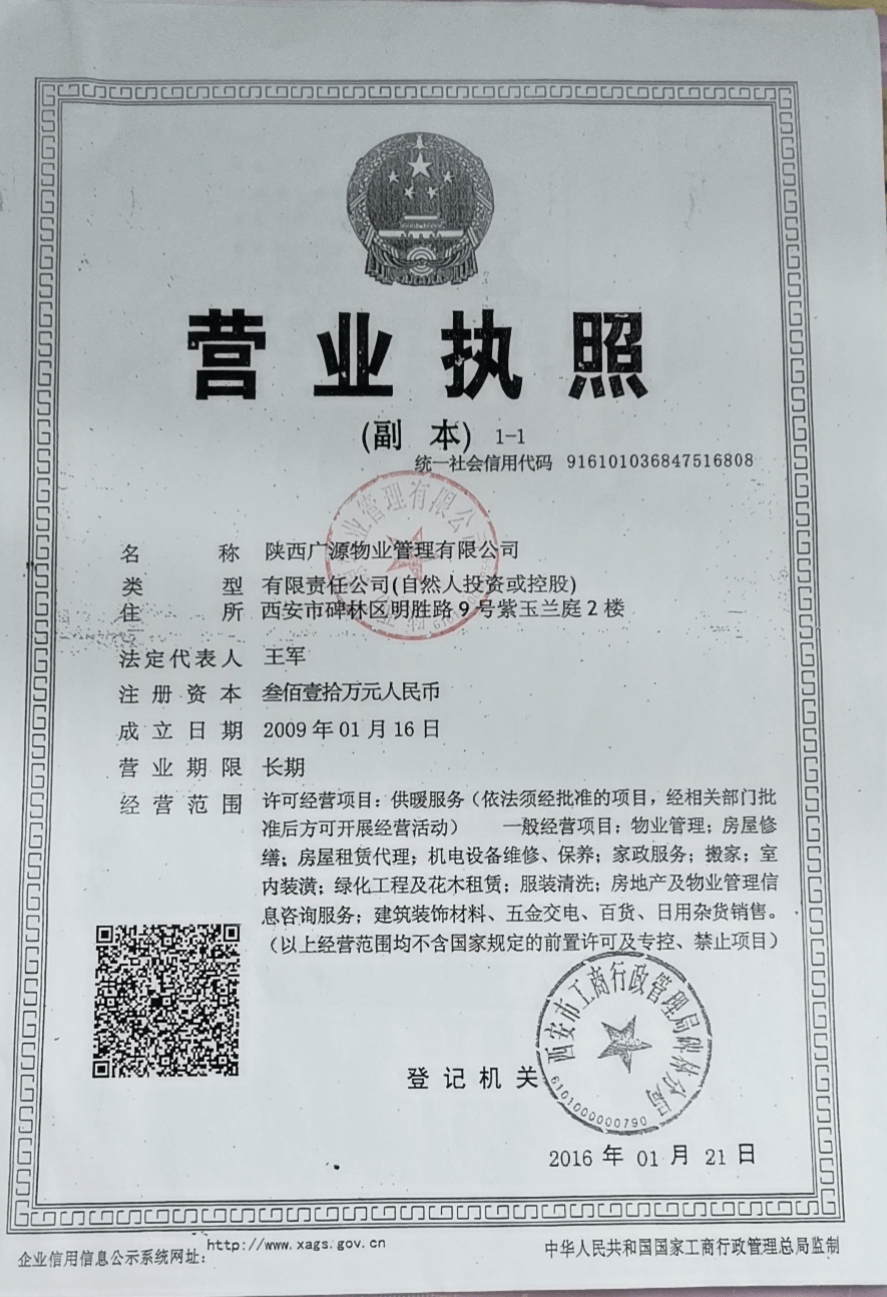 营业执照
(副 本) 1-1
统一社会信用代码 916101036847516808
名称 陕西广源物业管理有限公司
类型 有限责任公司(自然人投资或控股)
住所 西安市碑林区明胜路9号紫玉兰庭2楼
法定代表人 王军
注册资本 叁佰壹拾万元人民币
成立日期 2009年01月16日
营业期限 长期
经营范围 许可经营项目：供暖服务（依法须经批准的项目，经相关部门批
准后方可开展经营活动） 一般经营项目：物业管理；房屋修
缮；房屋租赁代理；机电设备维修、保养；家政服务；搬家；室
内装潢；绿化工程及花木租赁；服装清洗；房地产及物业管理信
息咨询服务；建筑装饰材料、五金交电、百货、日用杂货销售。
（以上经营范围均不含国家规定的前置许可及专控、禁止项目）
西安市工商行政管理局碑林分局
6101000000790
登记机关
2016年01月21日
企业信用信息公示系统网址：http://www.xags.gov.cn
中华人民共和国国家工商行政管理总局监制
业管理有限公司